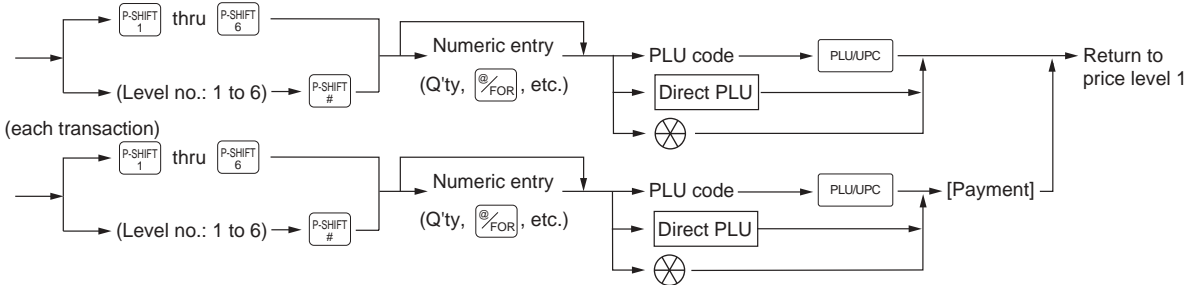 P-SHIFT 1 thru P-SHIFT 6
Numeric entry
(Q'ty, @/FOR, etc.)
PLU code PLU/UPC
Return to
price level 1
(Level no.: 1 to 6) P-SHIFT #
Direct PLU
(each transaction)
P-SHIFT 1 thru P-SHIFT 6
Numeric entry
(Q'ty, @/FOR, etc.)
PLU code PLU/UPC [Payment]
(Level no.: 1 to 6) P-SHIFT #
Direct PLU